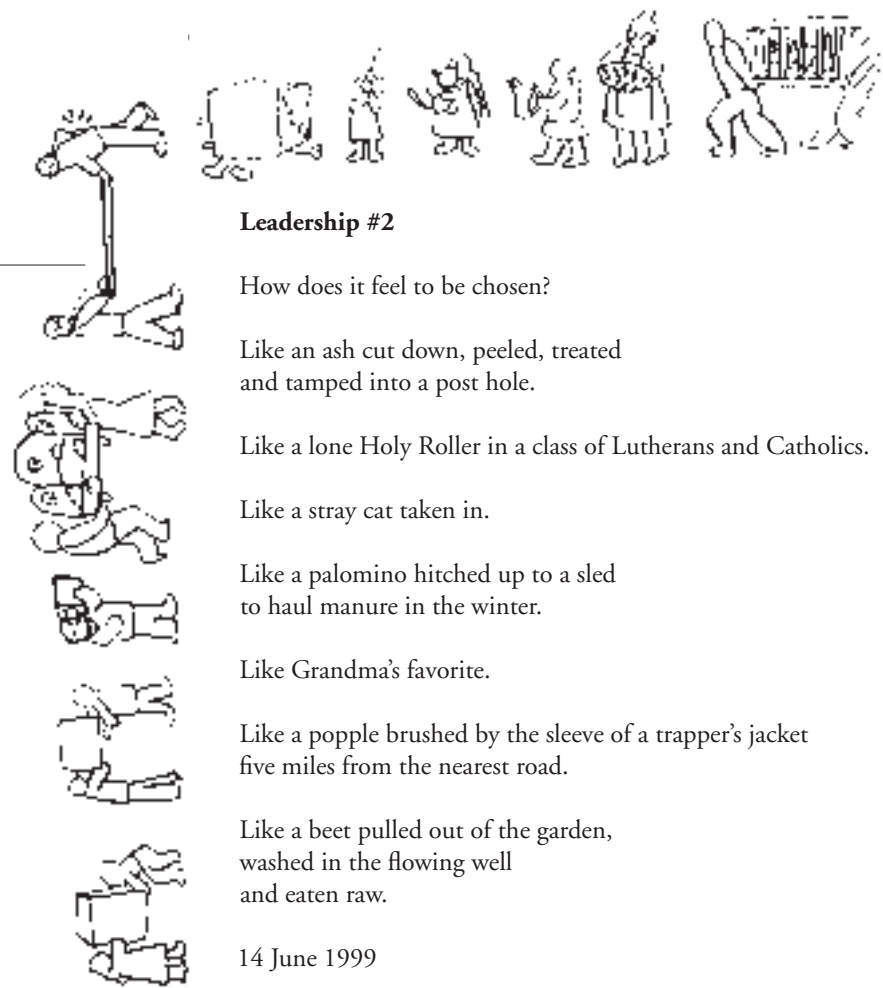 Leadership #2
How does it feel to be chosen?
Like an ash cut down, peeled, treated
and tamped into a post hole.
Like a lone Holy Roller in a class of Lutherans and Catholics.
Like a stray cat taken in.
Like a palomino hitched up to a sled
to haul manure in the winter.
Like Grandma’s favorite.
Like a popple brushed by the sleeve of a trapper’s jacket
five miles from the nearest road.
Like a beet pulled out of the garden,
washed in the flowing well
and eaten raw.
14 June 1999